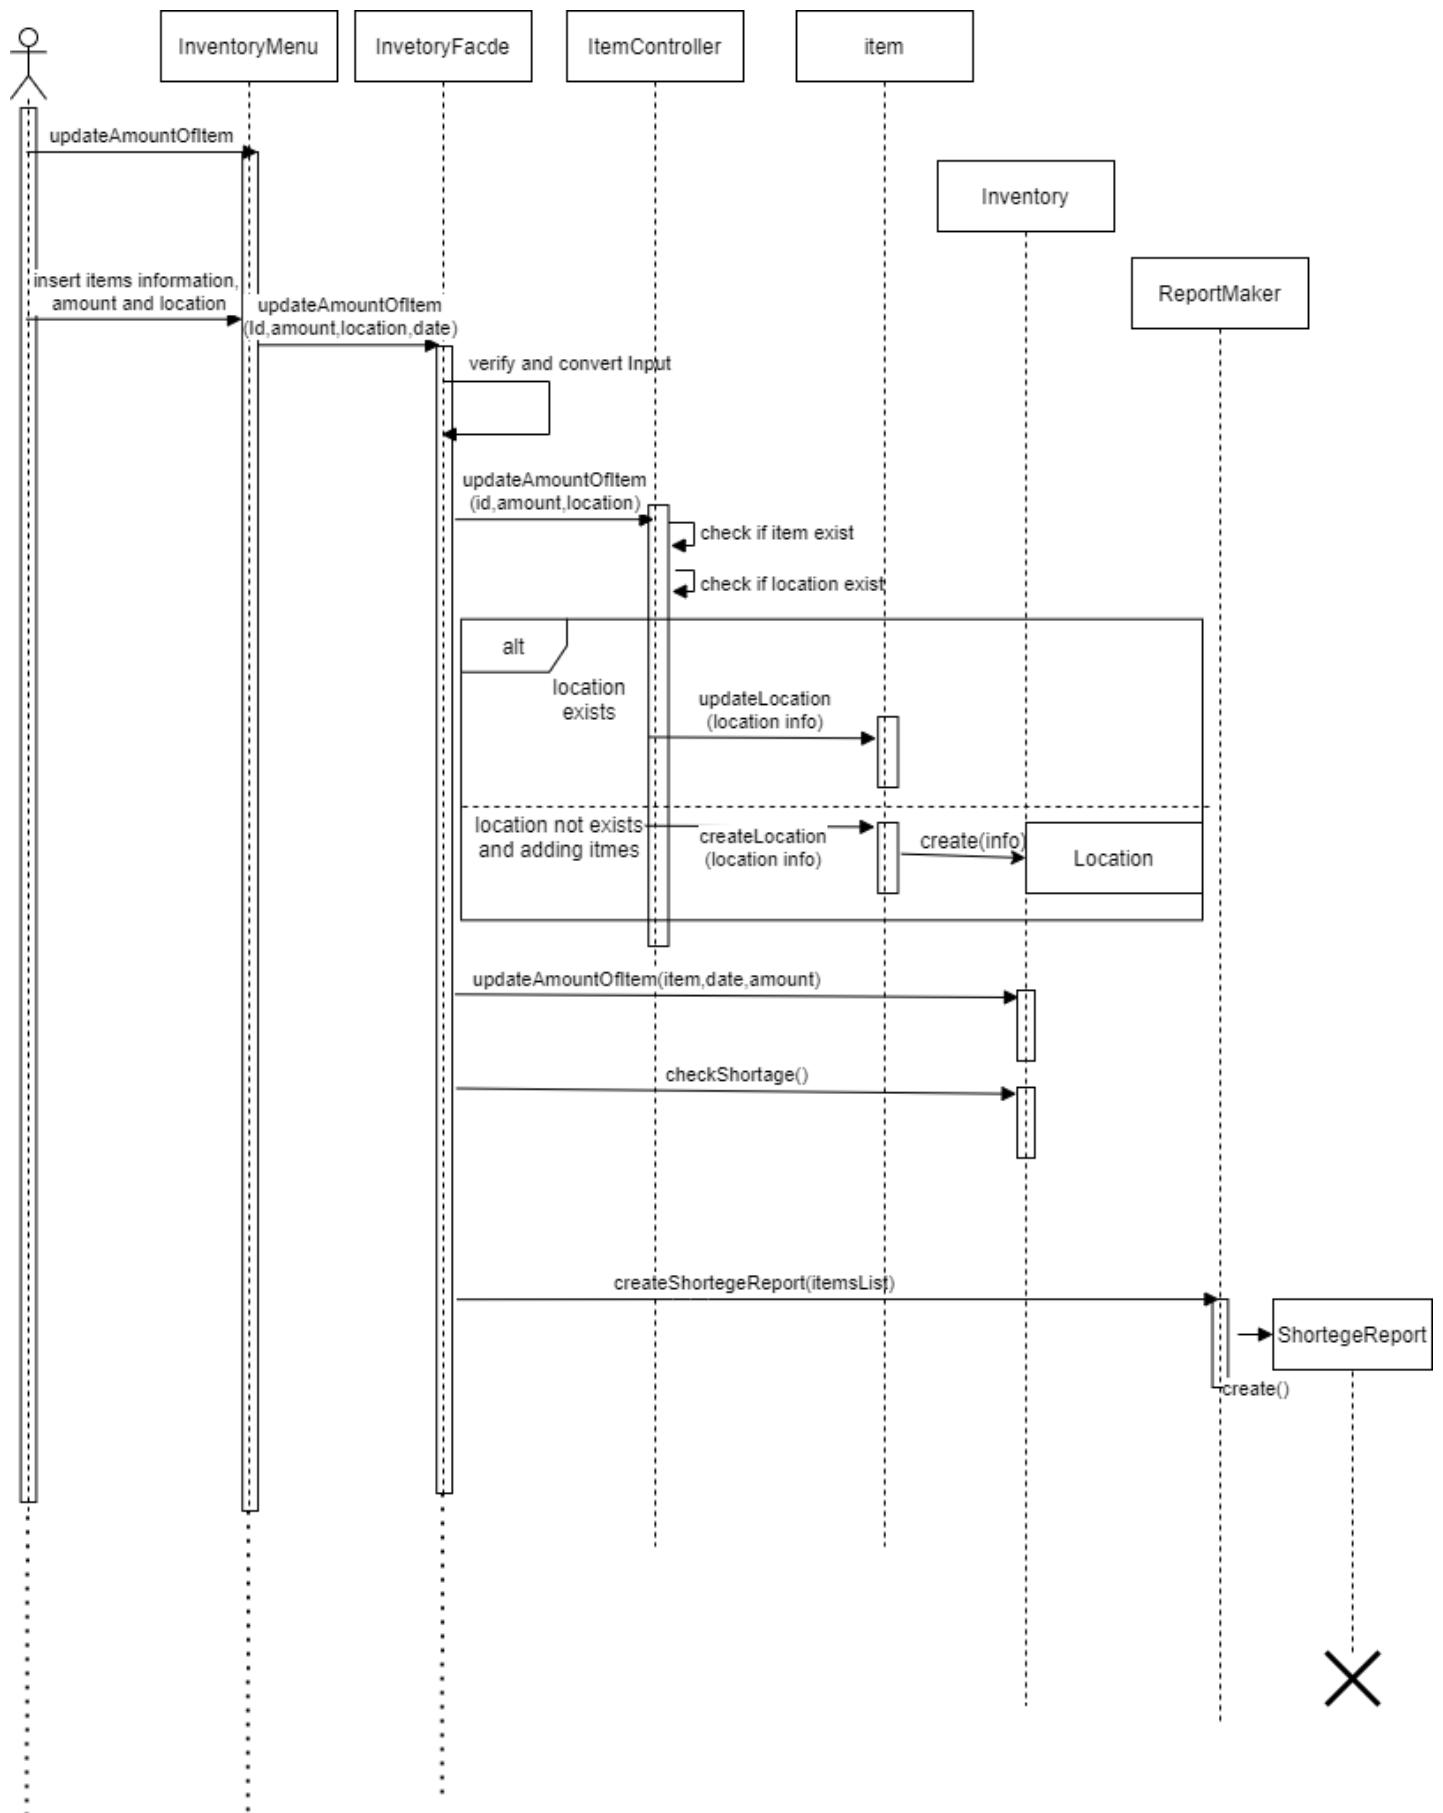 InventoryMenu
InvetoryFacde
ItemController
item
updateAmountOfItem
Inventory
ReportMaker
insert items information,
amount and location
updateAmountOfItem
(Id,amount,location,date)
verify and convert Input
updateAmountOfItem
(id,amount,location)
check if item exist
check if location exist
alt
location
exists
updateLocation
(location info)
location not exists
and adding itmes
createLocation
(location info)
create(info)
Location
updateAmountOfItem(item,date,amount)
checkShortage()
createShortegeReport(itemsList)
ShortegeReport
create()